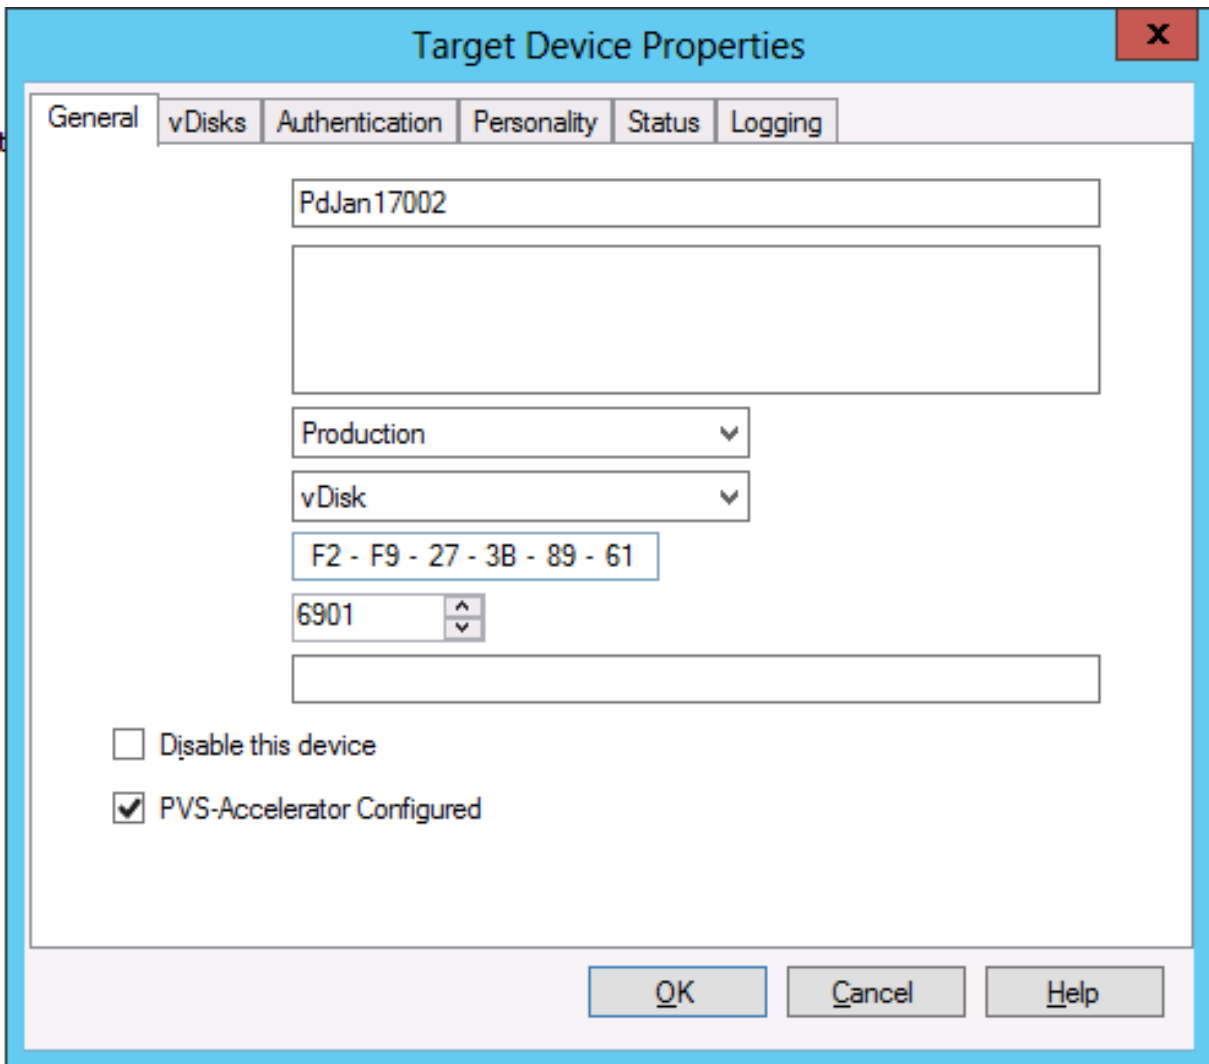 Target Device Properties
x
General vDisks Authentication Personality Status Logging
t
PdJan17002
Production
vDisk
F2 - F9 - 27 - 3B - 89 - 61
6901
Disable this device
PVS-Accelerator Configured
OK Cancel Help